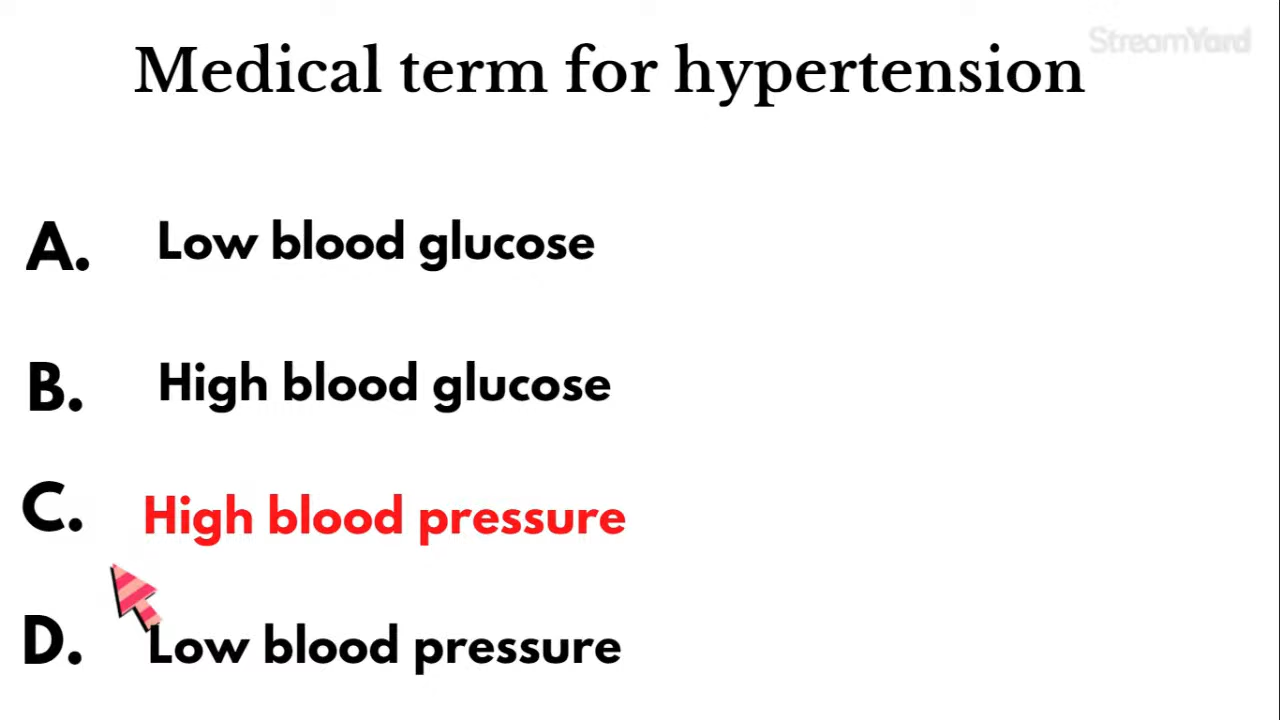 StreamYard
Medical term for hypertension
A. Low blood glucose
B. High blood glucose
C. High blood pressure
D. Low blood pressure